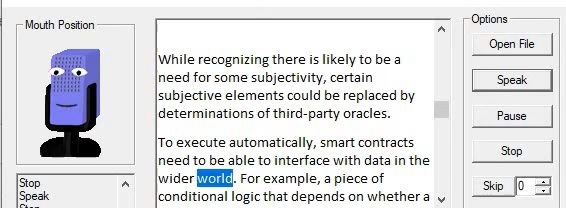 Mouth Position
Stop
Speak
While recognizing there is likely to be a
need for some subjectivity, certain
subjective elements could be replaced by
determinations of third-party oracles.
To execute automatically, smart contracts
need to be able to interface with data in the
wider world. For example, a piece of
conditional logic that depends on whether a
Options
Open File
Speak
Pause
Stop
Skip 0